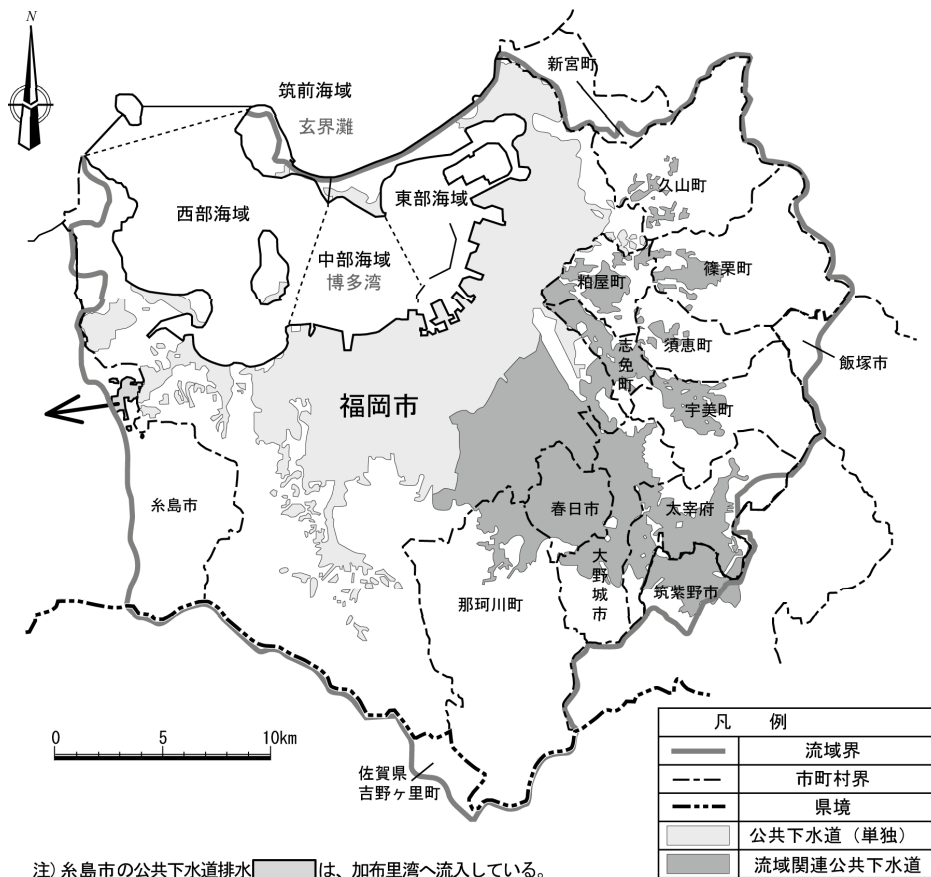 N
新宮町
筑前海域
玄界灘
久山町
東部海域
西部海域
中部海域
博多湾
篠栗町
粕屋町
志免町
須恵町
飯塚市
福岡市
宇美町
糸島市
春日市
太宰府
大野城市
筑紫野市
那珂川町
0 5 10km
佐賀県
吉野ヶ里町
凡 例
流域界
市町村界
県境
公共下水道（単独）
流域関連公共下水道
注）糸島市の公共下水道排水 は、加布里湾へ流入している。